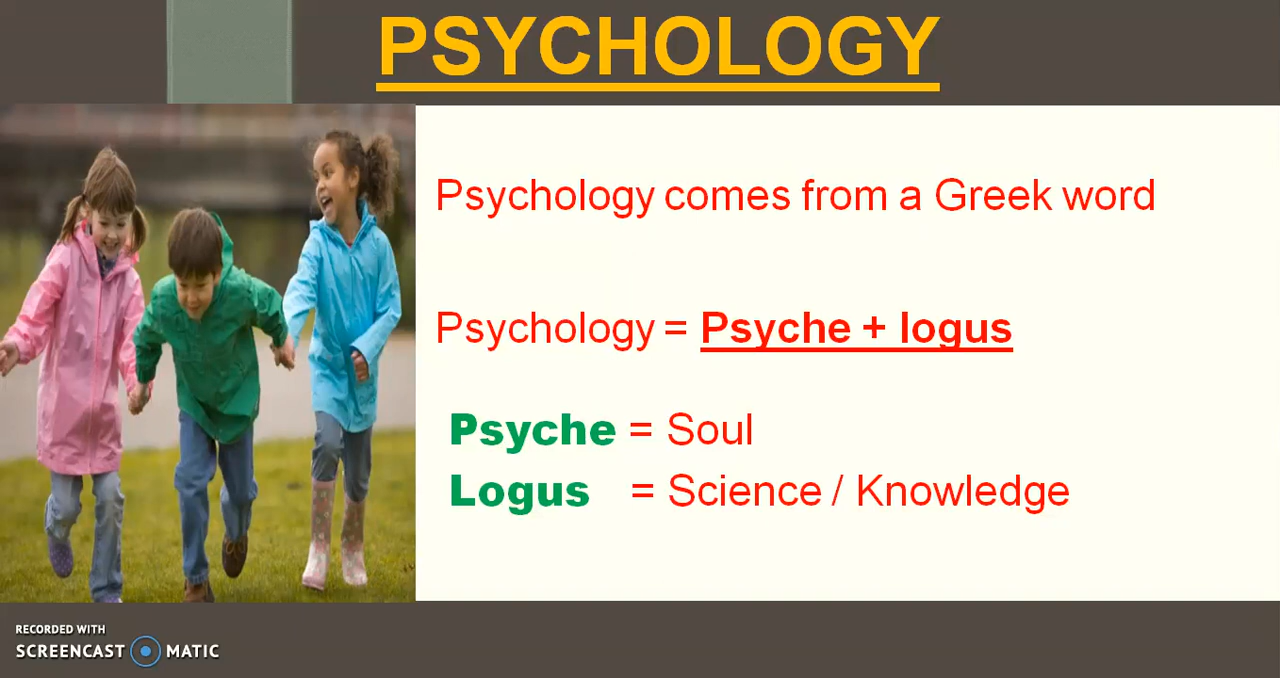 PSYCHOLOGY
Psychology comes from a Greek word
Psychology = Psyche + logus
Psyche = Soul
Logus = Science / Knowledge
RECORDED WITH
SCREENCAST MATIC